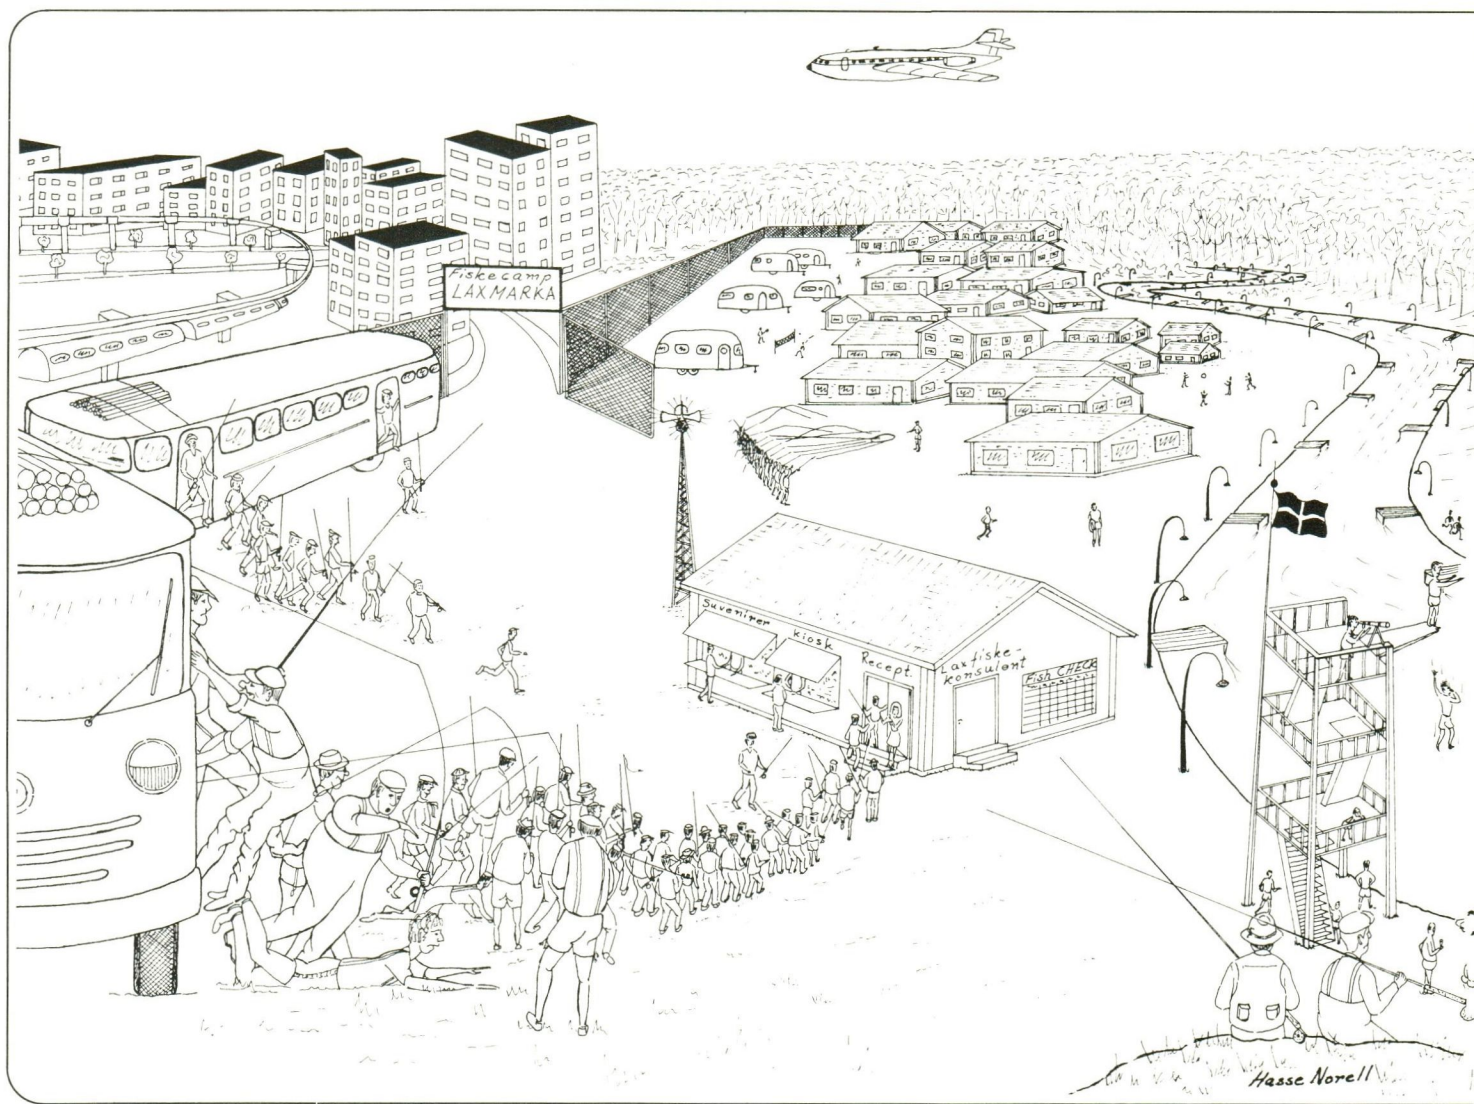 Fiskecamp
LAXMARKA
Suvenirer
Kiosk
Recept.
Laxfiske-
konsulent
Fish CHECK
Hasse Norell